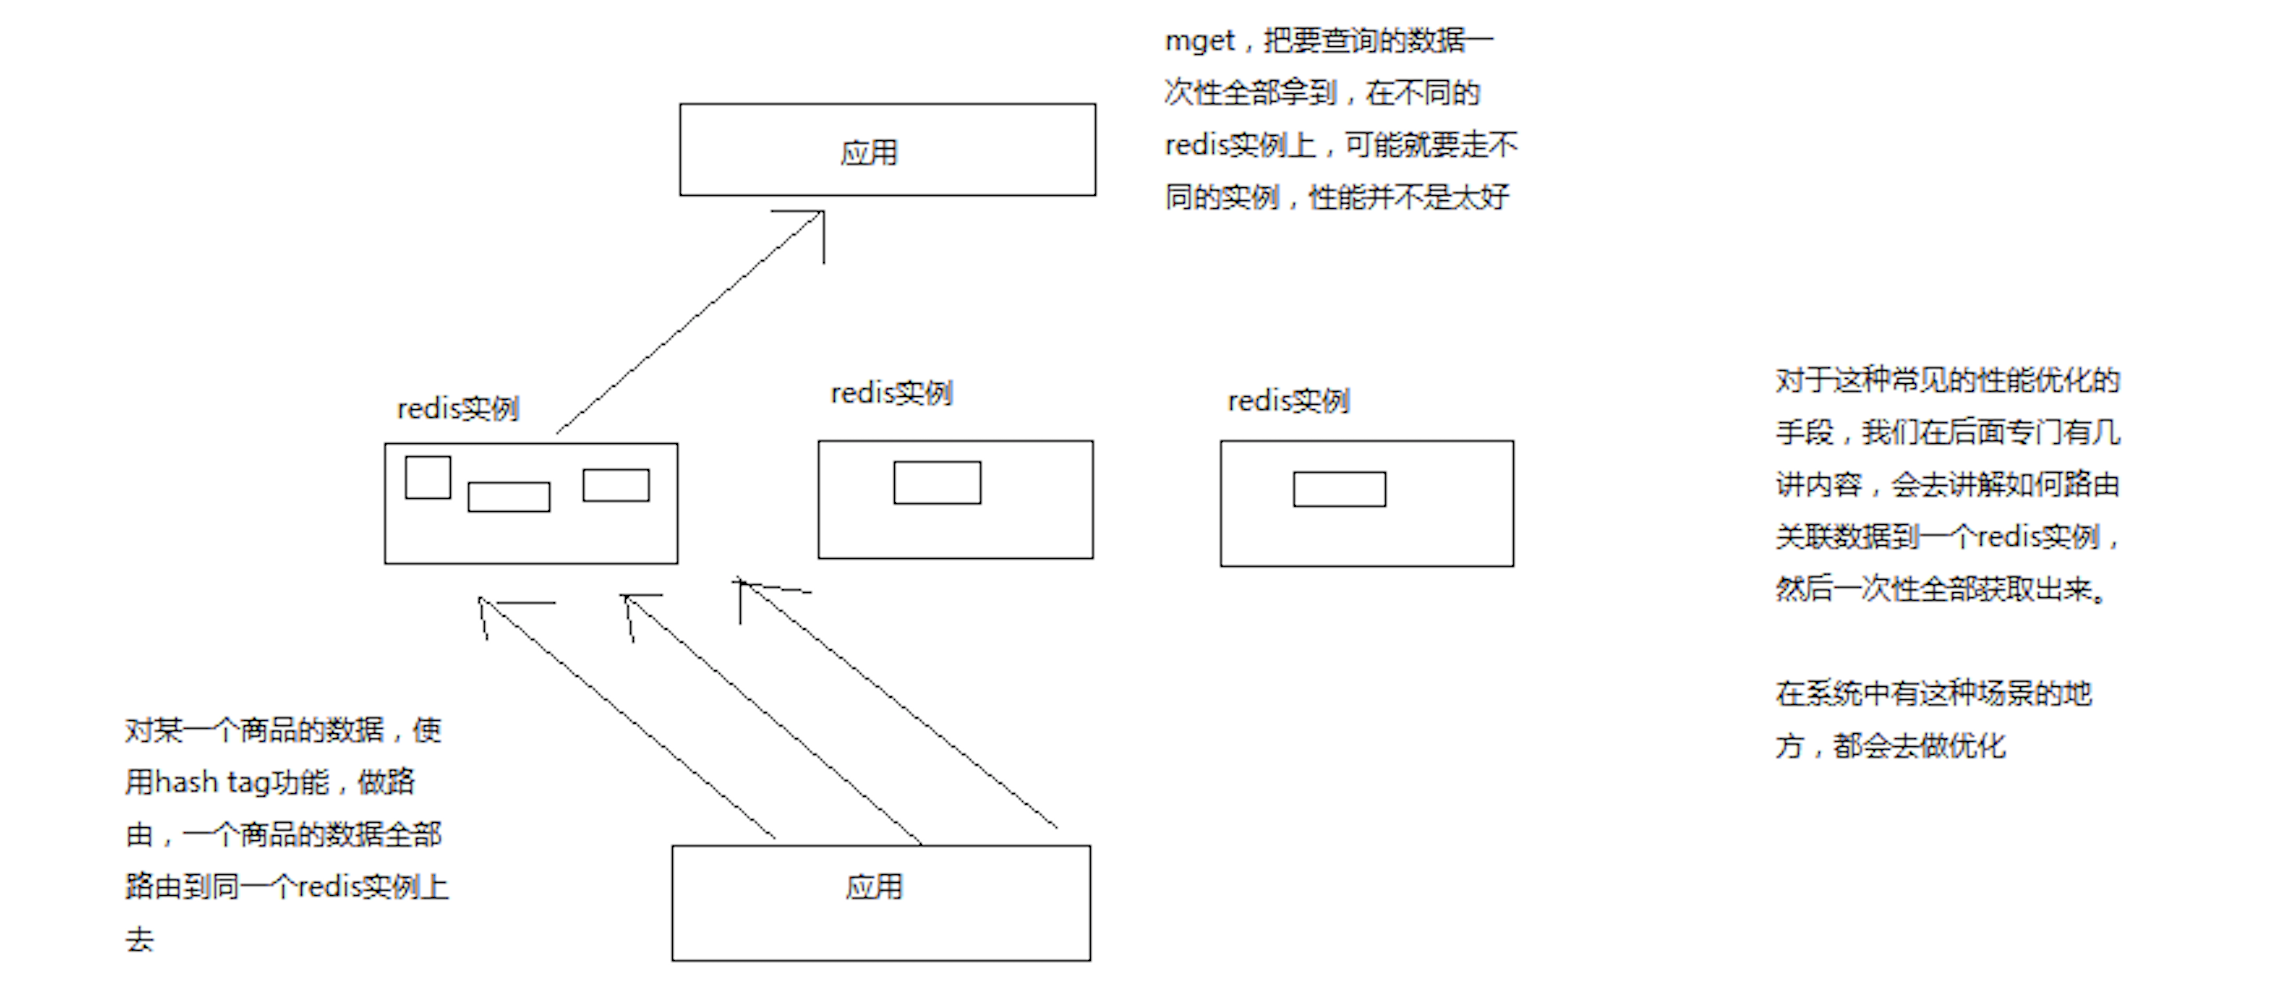 mget，把要查询的数据一
次性全部拿到，在不同的
redis实例上，可能就要走不
同的实例，性能并不是太好
应用
redis实例
redis实例
redis实例
对于这种常见的性能优化的
手段，我们在后面专门有几
讲内容，会去讲解如何路由
关联数据到一个redis实例，
然后一次性全部获取出来。
在系统中有这种场景的地
方，都会去做优化
对某一个商品的数据，使
用hash tag功能，做路
由，一个商品的数据全部
路由到同一个redis实例上
去
应用